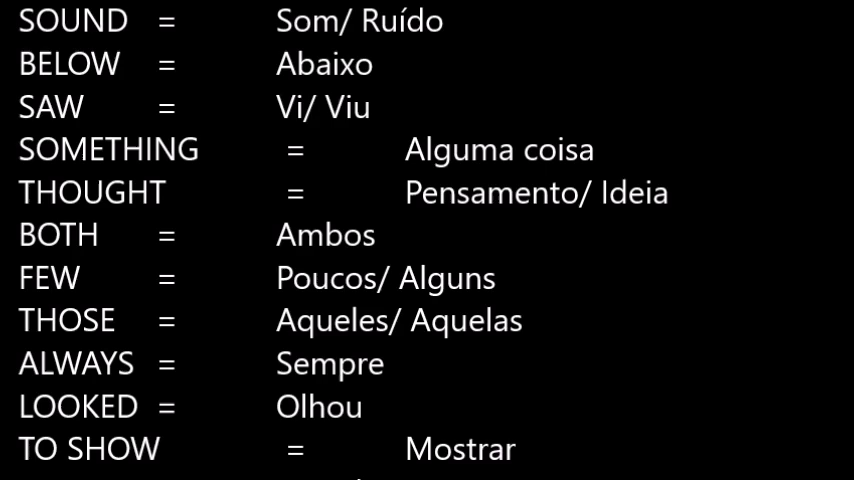 SOUND = Som/ Ruído
BELOW = Abaixo
SAW = Vi/ Viu
SOMETHING = Alguma coisa
THOUGHT = Pensamento/ Ideia
BOTH = Ambos
FEW = Poucos/ Alguns
THOSE = Aqueles/ Aquelas
ALWAYS = Sempre
LOOKED = Olhou
TO SHOW = Mostrar